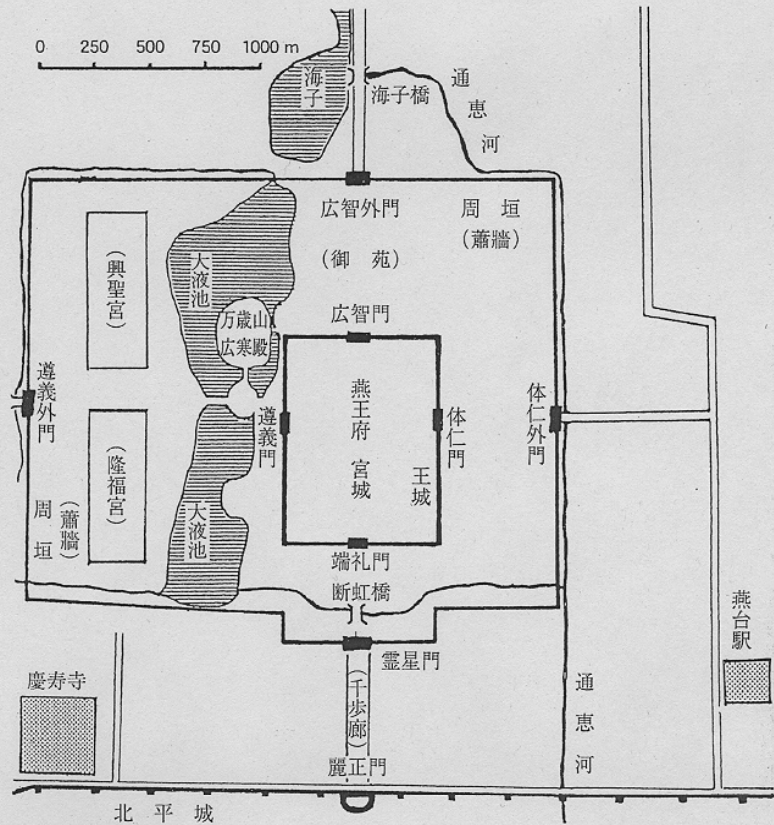 0 250 500 750 1000 m
海子
海子橋
通恵河
広智外門
周垣
(蕭牆)
(御苑)
(興聖宮)
大液池
万歳山
広寒殿
広智門
遵義外門
遵義門
燕王府 宮城
体仁門
王城
体仁外門
(隆福宮)
大液池
周垣
(蕭牆)
端礼門
断虹橋
霊星門
燕台駅
慶寿寺
(千歩廊)
通恵河
麗正門
北平城